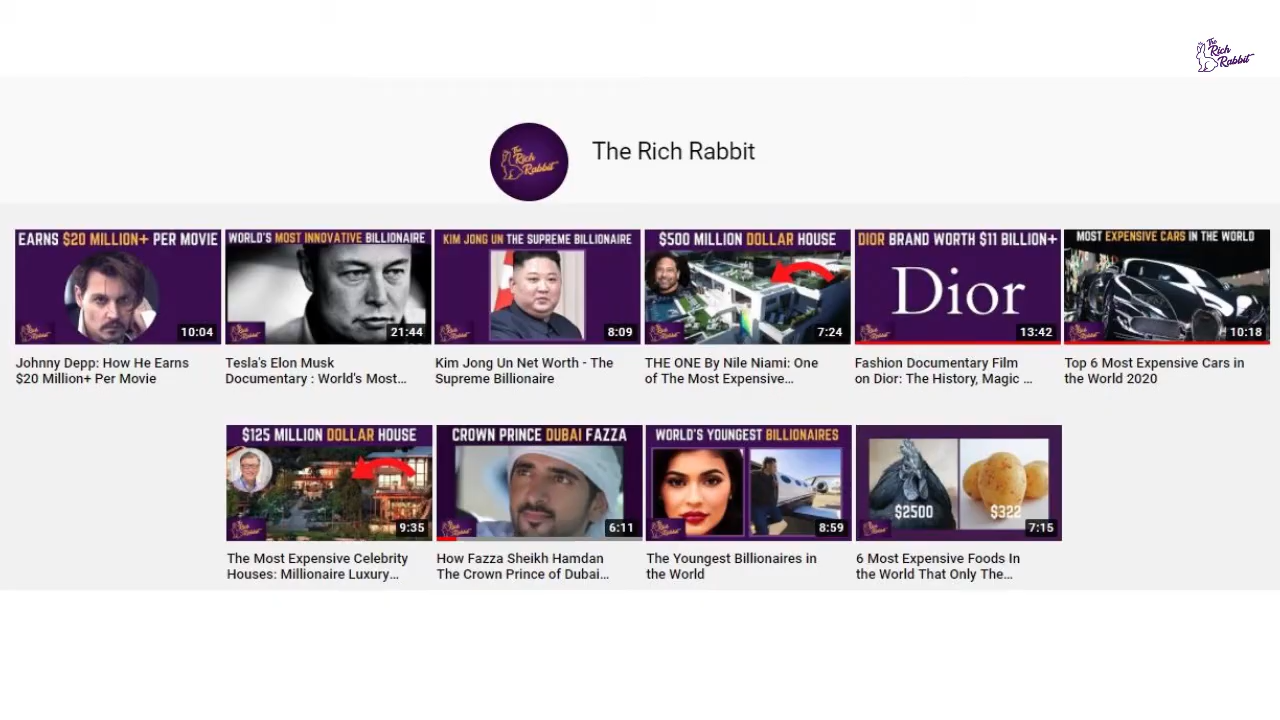 The
Rich
Rabbit
The
Rich
Rabbit
The Rich Rabbit
EARNS $20 MILLION+ PER MOVIE
10:04
Johnny Depp: How He Earns
$20 Million+ Per Movie
WORLD'S MOST INNOVATIVE BILLIONAIRE
21:44
Tesla's Elon Musk
Documentary : World's Most...
KIM JONG UN THE SUPREME BILLIONAIRE
8:09
Kim Jong Un Net Worth - The
Supreme Billionaire
$500 MILLION DOLLAR HOUSE
7:24
THE ONE By Nile Niami: One
of The Most Expensive...
DIOR BRAND WORTH $11 BILLION+
Dior
13:42
Fashion Documentary Film
on Dior: The History, Magic ...
MOST EXPENSIVE CARS IN THE WORLD
10:18
Top 6 Most Expensive Cars in
the World 2020
$125 MILLION DOLLAR HOUSE
9:35
The Most Expensive Celebrity
Houses: Millionaire Luxury...
CROWN PRINCE DUBAI FAZZA
6:11
How Fazza Sheikh Hamdan
The Crown Prince of Dubai...
WORLD'S YOUNGEST BILLIONAIRES
8:59
The Youngest Billionaires in
the World
$2500
$322
7:15
6 Most Expensive Foods In
the World That Only The...